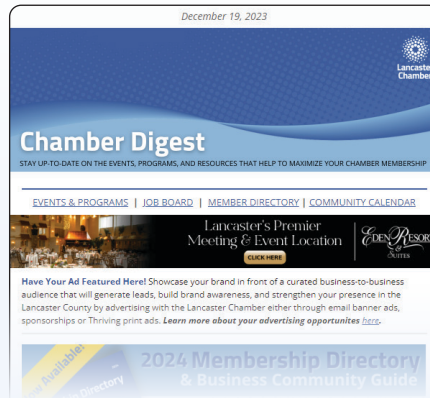 December 19, 2023
Lancaster
Chamber
Chamber Digest
STAY UP-TO-DATE ON THE EVENTS, PROGRAMS, AND RESOURCES THAT HELP TO MAXIMIZE YOUR CHAMBER MEMBERSHIP
EVENTS & PROGRAMS | JOB BOARD | MEMBER DIRECTORY | COMMUNITY CALENDAR
Lancaster's Premier
Meeting & Event Location
CLICK HERE
EDEN RESORT
& SUITES
Have Your Ad Featured Here! Showcase your brand in front of a curated business-to-business
audience that will generate leads, build brand awareness, and strengthen your presence in the
Lancaster County by advertising with the Lancaster Chamber either through email banner ads,
sponsorships or Thriving print ads. Learn more about your advertising opportunites here.
Available!
2024 Membership Directory
& Business Community Guide
Directory